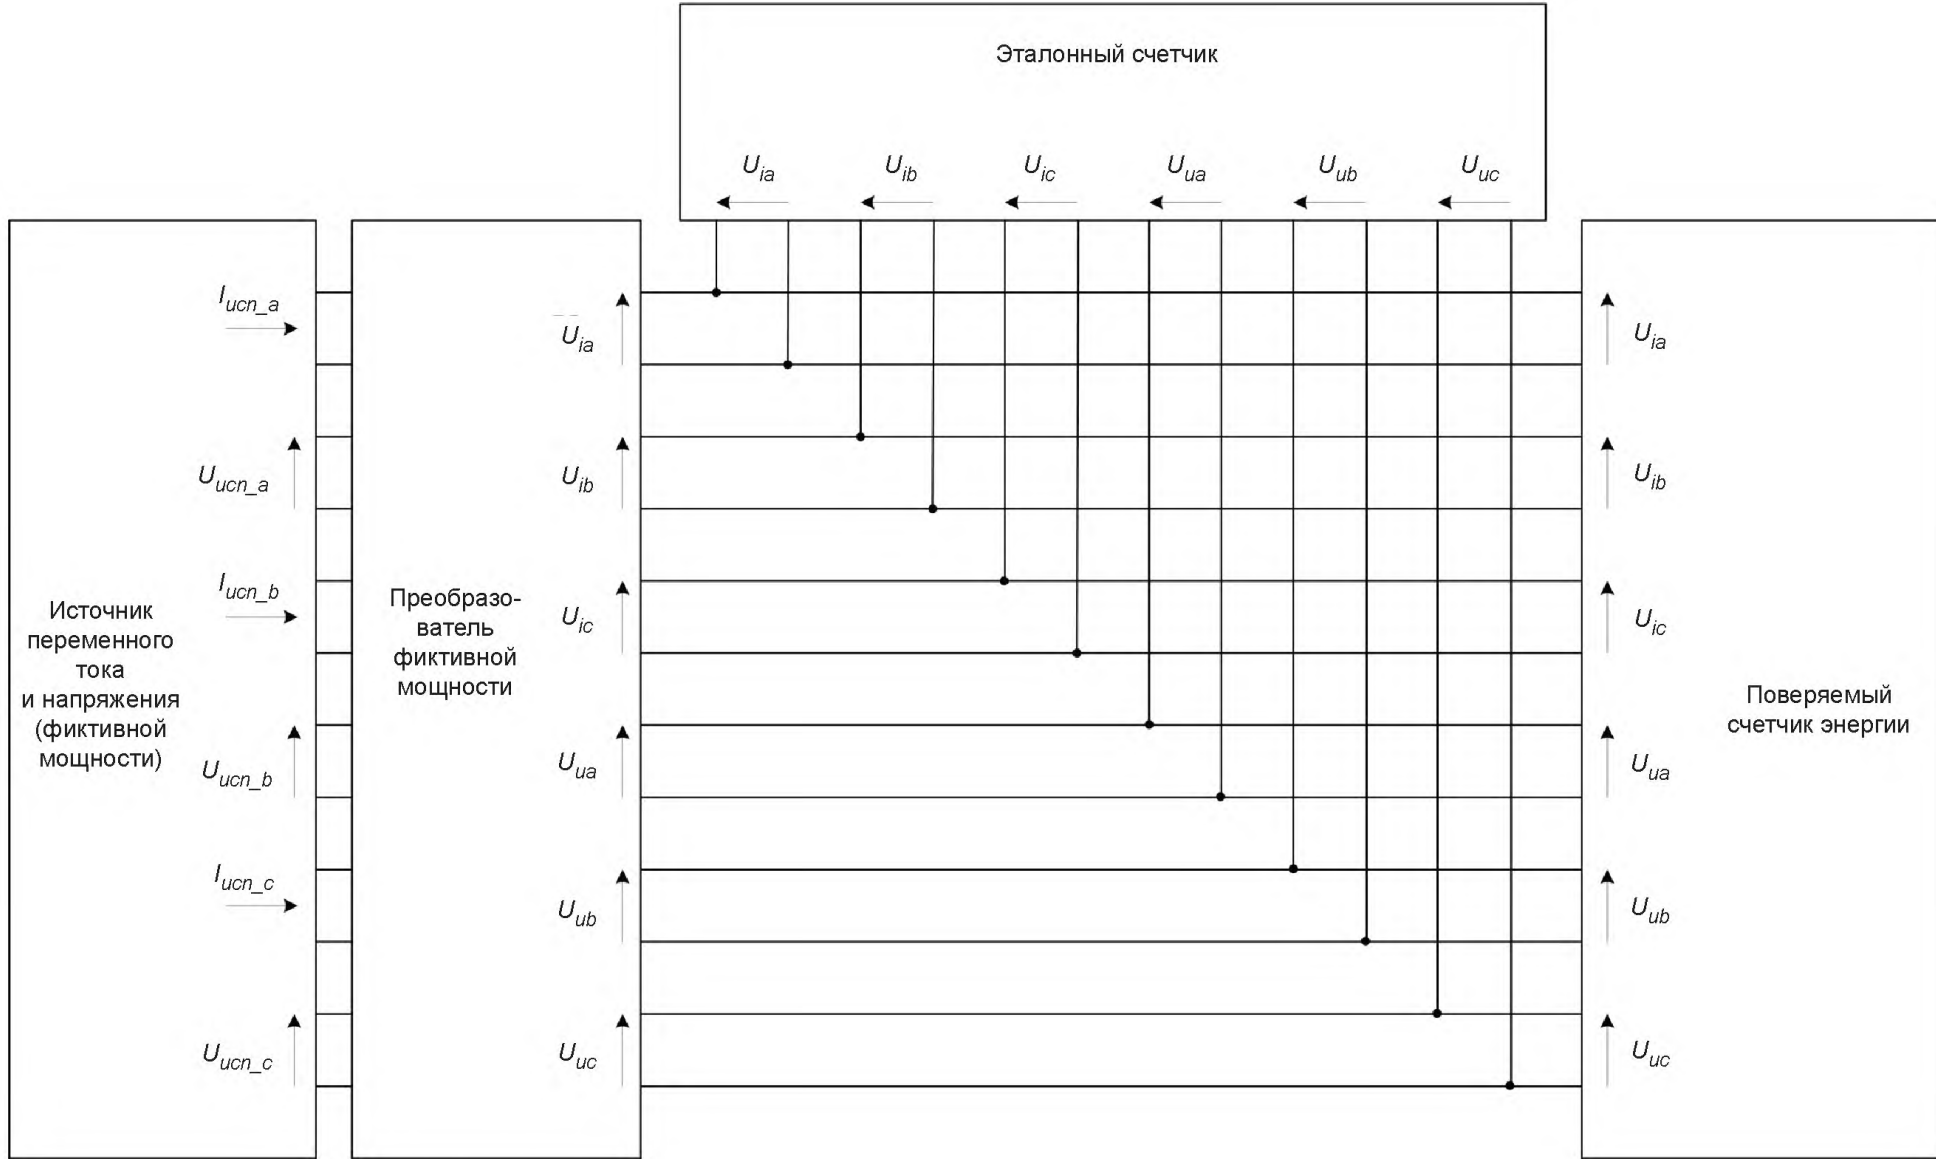 Эталонный счетчик
U_ia U_ib U_ic U_ua U_ub U_uc
I_ucn_a
U_ucn_a
I_ucn_b
Источник
переменного
тока
и напряжения
(фиктивной
мощности)
U_ucn_b
I_ucn_c
U_ucn_c
Преобразо-
ватель
фиктивной
мощности
U_ia
U_ib
U_ic
U_ua
U_ub
U_uc
U_ia
U_ib
U_ic
Поверяемый
счетчик энергии
U_ua
U_ub
U_uc